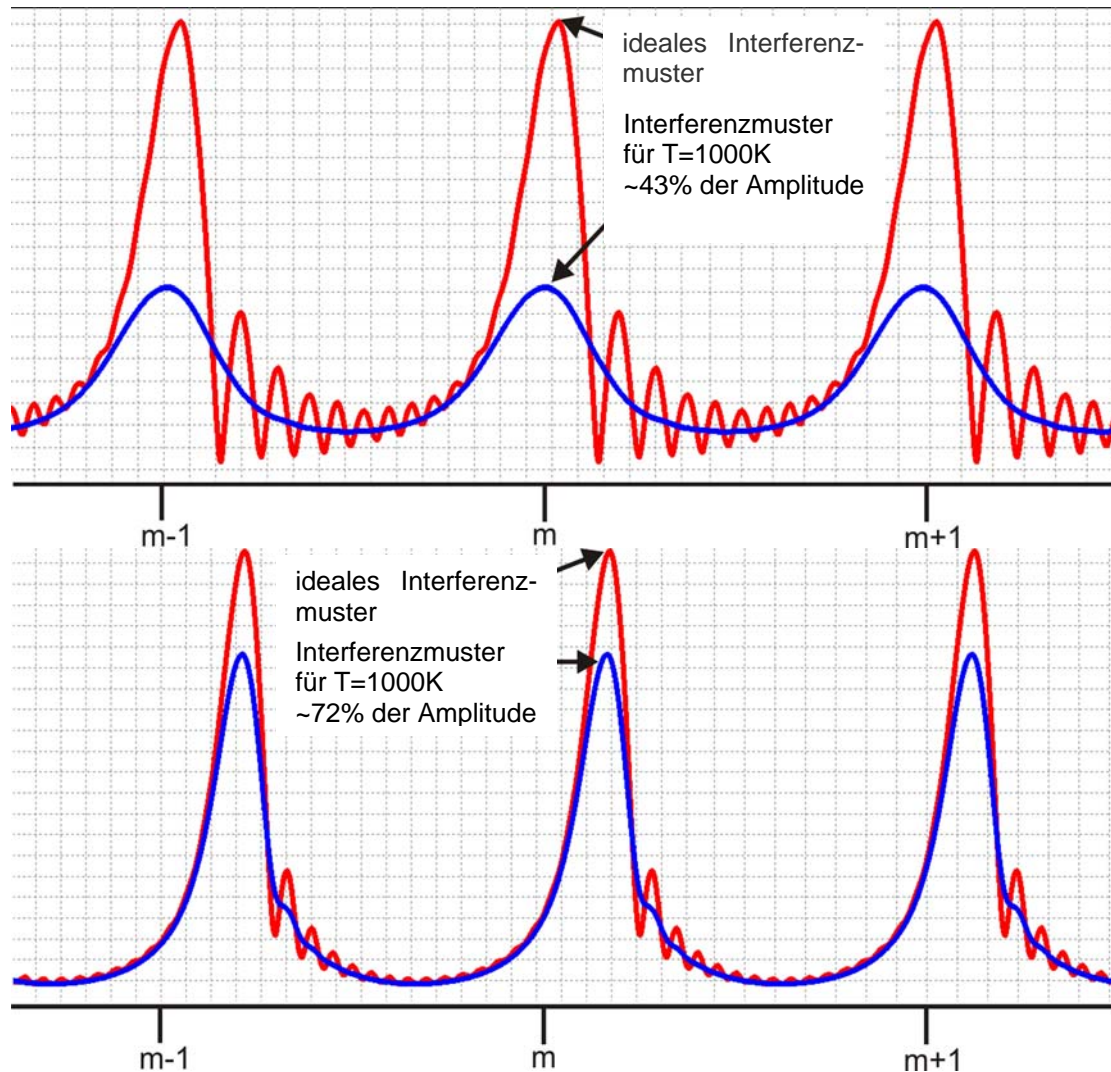 ideales Interferenz-
muster
Interferenzmuster
für T=1000K
~43% der Amplitude
m-1 m m+1
ideales Interferenz-
muster
Interferenzmuster
für T=1000K
~72% der Amplitude
m-1 m m+1